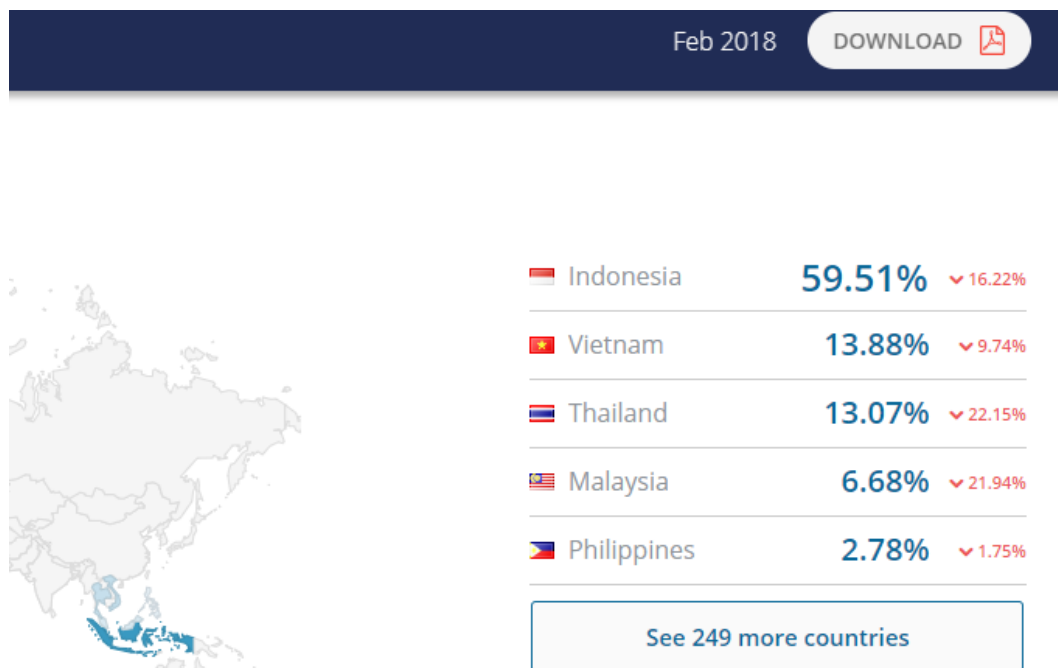 Feb 2018 DOWNLOAD
Indonesia 59.51% 16.22%
Vietnam 13.88% 9.74%
Thailand 13.07% 22.15%
Malaysia 6.68% 21.94%
Philippines 2.78% 1.75%
See 249 more countries